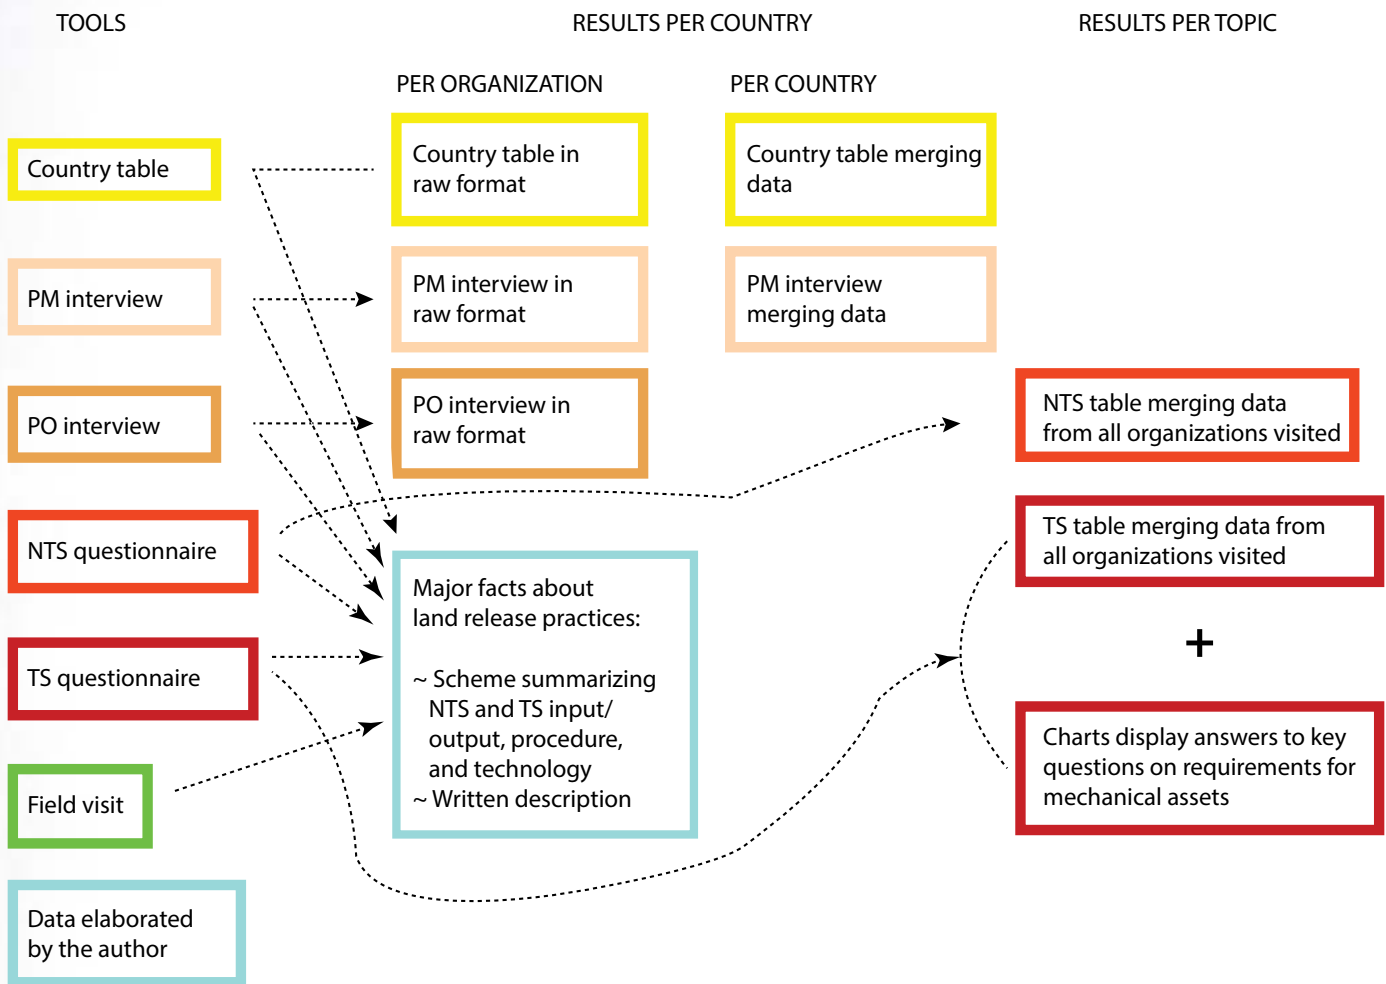 TOOLS
RESULTS PER COUNTRY
RESULTS PER TOPIC
PER ORGANIZATION
PER COUNTRY
Country table
Country table in
raw format
Country table merging
data
PM interview
PM interview in
raw format
PM interview
merging data
PO interview
PO interview in
raw format
NTS table merging data
from all organizations visited
NTS questionnaire
TS table merging data from
all organizations visited
Major facts about
land release practices:
~ Scheme summarizing
NTS and TS input/
output, procedure,
and technology
~ Written description
TS questionnaire
+
Charts display answers to key
questions on requirements for
mechanical assets
Field visit
Data elaborated
by the author